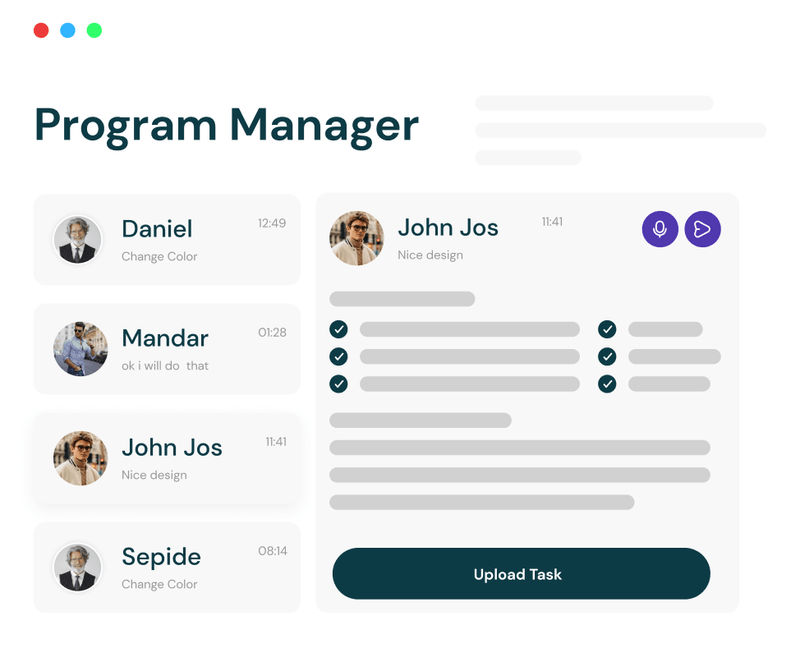 Program Manager
Daniel
12:49
Change Color
Mandar
01:28
ok i will do  that
John Jos
11:41
Nice design
Sepide
08:14
Change Color
John Jos
11:41
Nice design
Upload Task